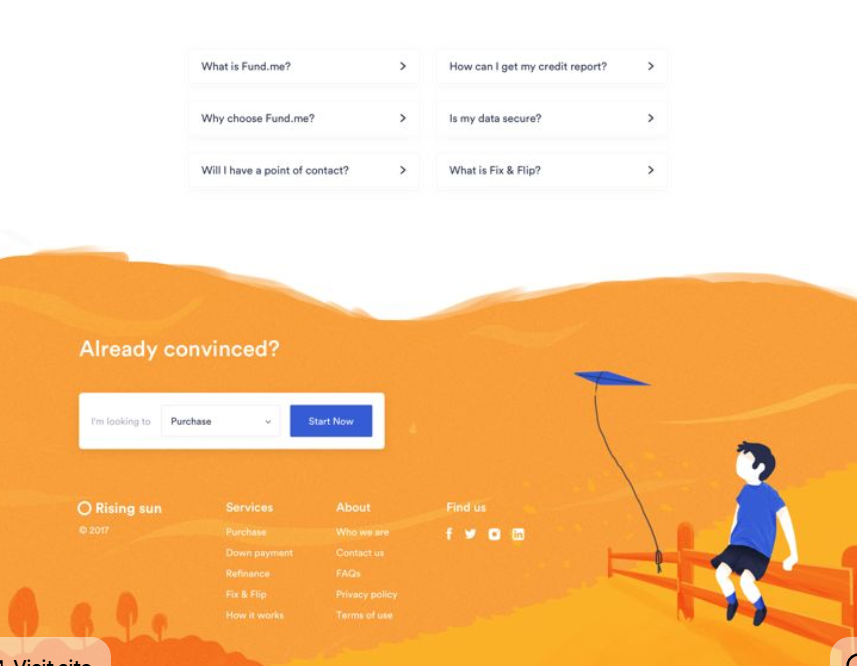 What is Fund.me?
How can I get my credit report?
Why choose Fund.me?
Is my data secure?
Will I have a point of contact?
What is Fix & Flip?
Already convinced?
I'm looking to Purchase Start Now
Rising sun
© 2017
Services
Purchase
Down payment
Refinance
Fix & Flip
How it works
About
Who we are
Contact us
FAQs
Privacy policy
Terms of use
Find us
Visit site